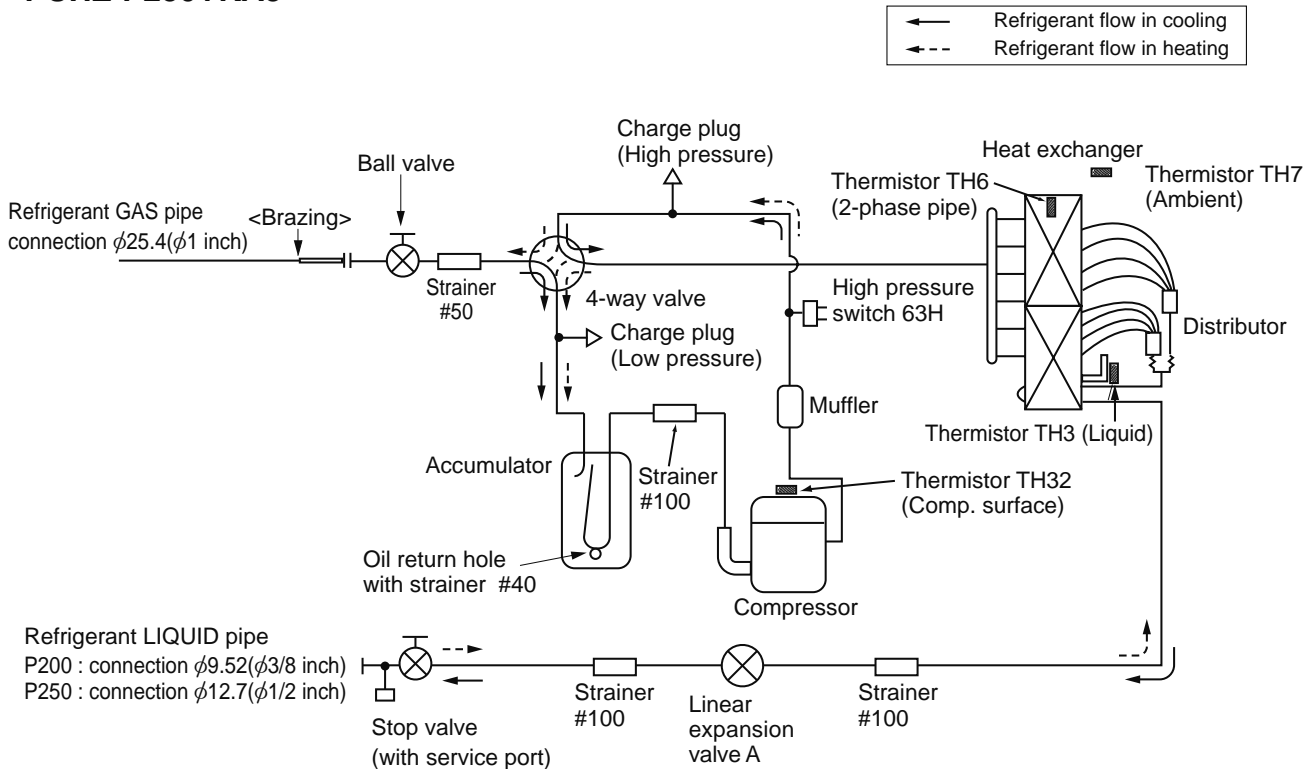 Refrigerant flow in cooling
Refrigerant flow in heating
Charge plug
(High pressure)
Ball valve
Heat exchanger
Thermistor TH7
(Ambient)
Thermistor TH6
(2-phase pipe)
Refrigerant GAS pipe
connection ϕ25.4(ϕ1 inch)
<Brazing>
Strainer
#50
4-way valve
High pressure
switch 63H
Distributor
Charge plug
(Low pressure)
Muffler
Thermistor TH3 (Liquid)
Accumulator
Strainer
#100
Thermistor TH32
(Comp. surface)
Oil return hole
with strainer #40
Compressor
Refrigerant LIQUID pipe
P200 : connection ϕ9.52(ϕ3/8 inch)
P250 : connection ϕ12.7(ϕ1/2 inch)
Stop valve
(with service port)
Strainer
#100
Linear
expansion
valve A
Strainer
#100